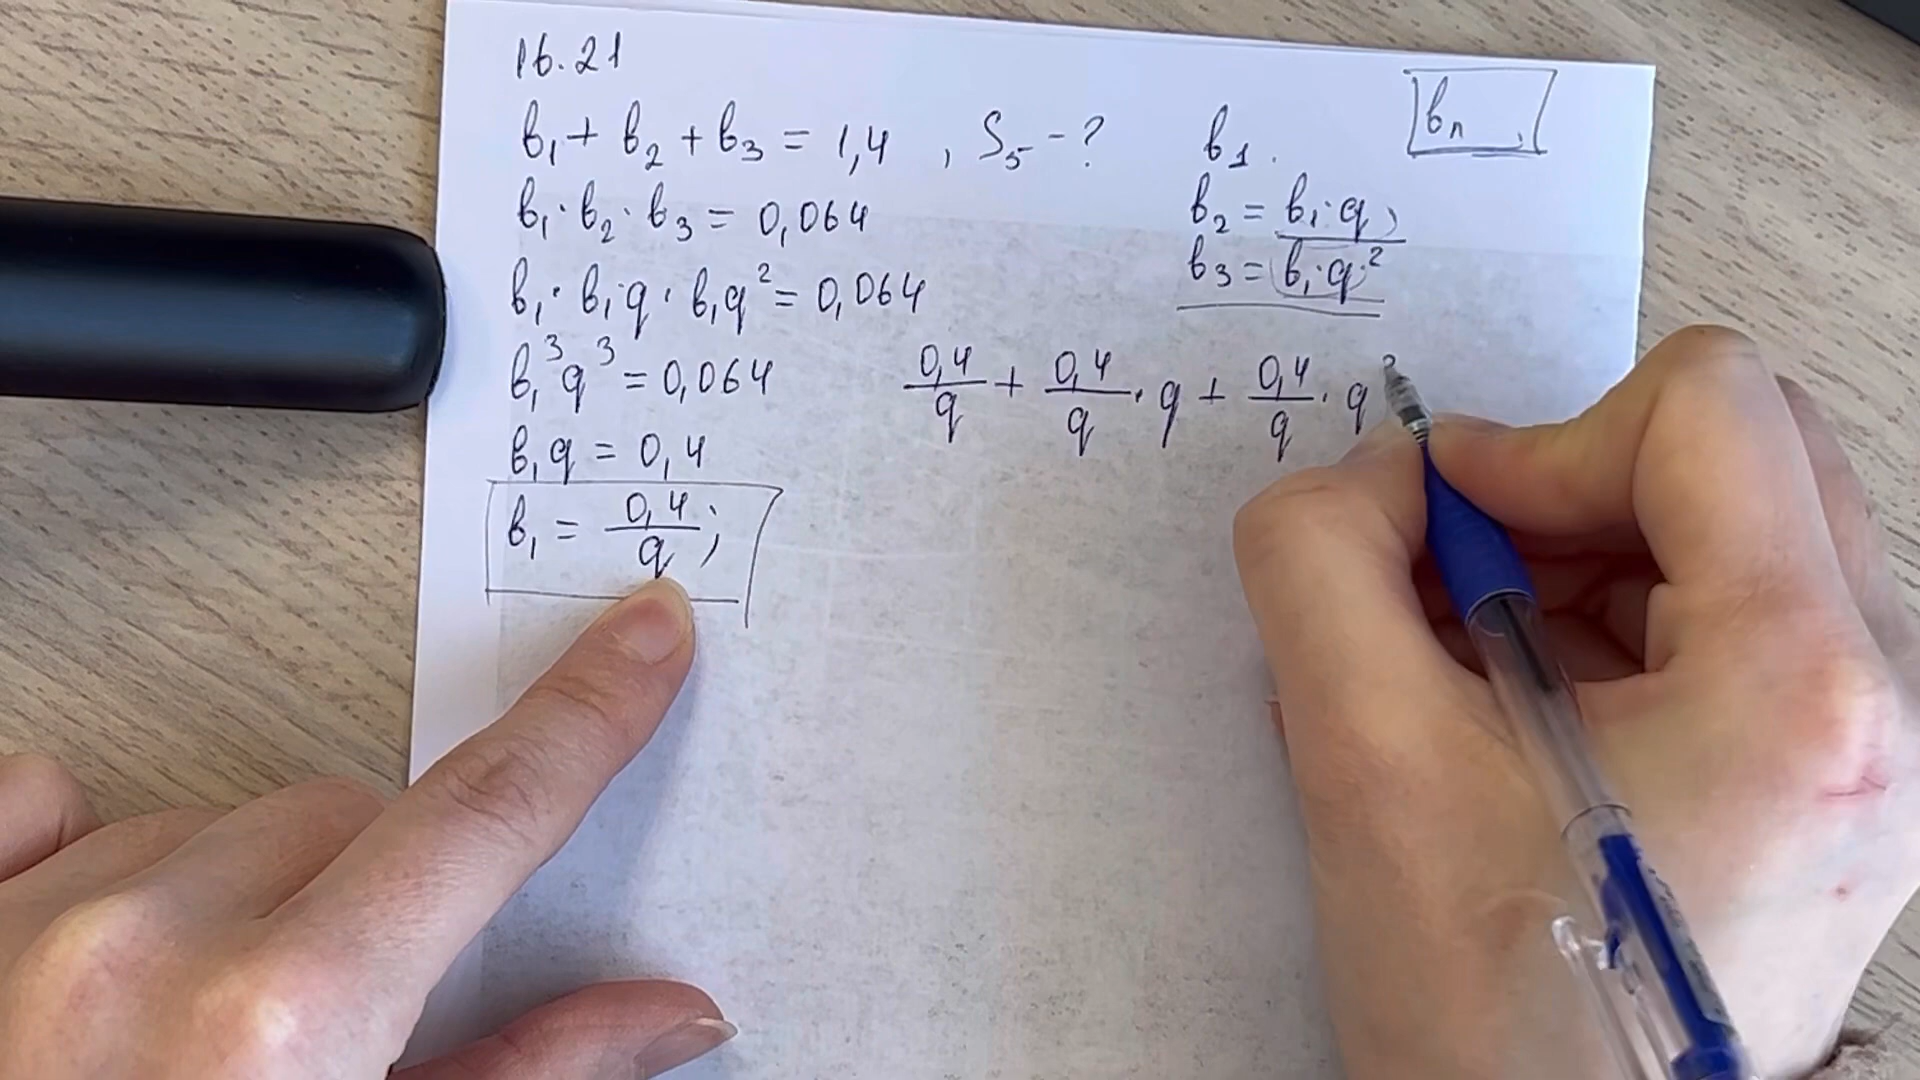 16.21
b₁ + b₂ + b₃ = 1,4 , S₅ - ?
b₁ · b₂ · b₃ = 0,064
b₁ · b₁q · b₁q² = 0,064
b₁³q³ = 0,064
b₁q = 0,4
b₁ = 0,4/q ;
b₁.
b₂ = b₁·q,
b₃ = b₁·q·²
bₙ
0,4/q + 0,4/q · q + 0,4/q · q²